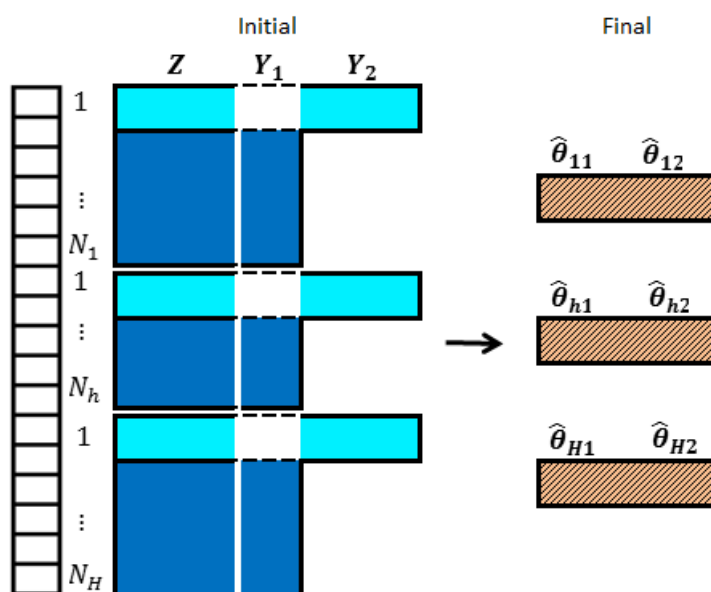 Initial Final
Z Y₁ Y₂
1
⋮
N₁
θ̂₁₁ θ̂₁₂
1
⋮
N_h
θ̂_h1 θ̂_h2
1
⋮
N_H
θ̂_H1 θ̂_H2